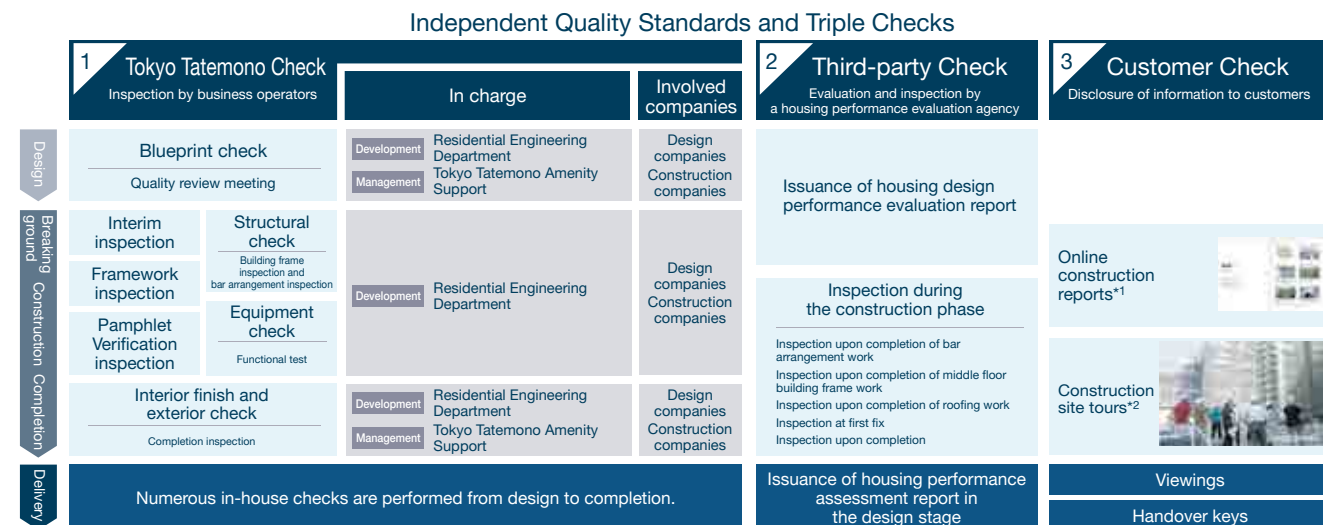 Independent Quality Standards and Triple Checks
1
Tokyo Tatemono Check
Inspection by business operators
In charge
Involved
companies
2
Third-party Check
Evaluation and inspection by
a housing performance evaluation agency
3
Customer Check
Disclosure of information to customers
Design
Blueprint check
Quality review meeting
Development
Residential Engineering
Department
Management
Tokyo Tatemono Amenity
Support
Design
companies
Construction
companies
Issuance of housing design
performance evaluation report
Breaking
ground
Construction
Completion
Interim
inspection
Framework
inspection
Pamphlet
Verification
inspection
Structural
check
Building frame
inspection and
bar arrangement inspection
Equipment
check
Functional test
Development
Residential Engineering
Department
Design
companies
Construction
companies
Inspection during
the construction phase
Inspection upon completion of bar
arrangement work
Inspection upon completion of middle floor
building frame work
Inspection upon completion of roofing work
Inspection at first fix
Inspection upon completion
Online
construction
reports*1
Construction
site tours*2
Interior finish and
exterior check
Completion inspection
Development
Residential Engineering
Department
Management
Tokyo Tatemono Amenity
Support
Design
companies
Construction
companies
Delivery
Numerous in-house checks are performed from design to completion.
Issuance of housing performance
assessment report in
the design stage
Viewings
Handover keys